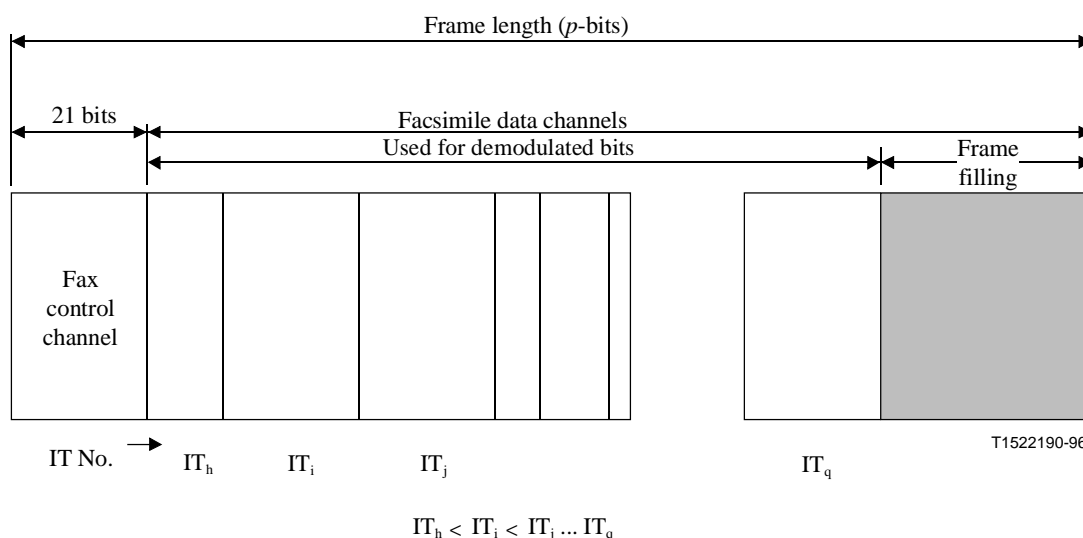 Frame length (p-bits)
21 bits
Facsimile data channels
Used for demodulated bits
Frame
filling
Fax
control
channel
T1522190-96
IT No.
ITh
ITi
ITj
ITq
ITh < ITi < ITj ... ITq